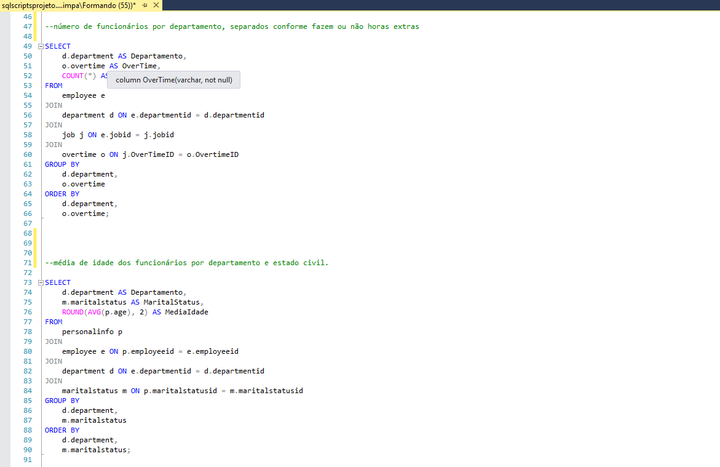 sqlscriptsprojeto....impa\Formando (55))*
46
47 --número de funcionários por departamento, separados conforme fazem ou não horas extras
48
49 SELECT
50 d.department AS Departamento,
51 o.overtime AS OverTime,
52 COUNT(*) AS
column OverTime(varchar, not null)
53 FROM
54 employee e
55 JOIN
56 department d ON e.departmentid = d.departmentid
57 JOIN
58 job j ON e.jobid = j.jobid
59 JOIN
60 overtime o ON j.OverTimeID = o.OvertimeID
61 GROUP BY
62 d.department,
63 o.overtime
64 ORDER BY
65 d.department,
66 o.overtime;
67
68
69
70
71 --média de idade dos funcionários por departamento e estado civil.
72
73 SELECT
74 d.department AS Departamento,
75 m.maritalstatus AS MaritalStatus,
76 ROUND(AVG(p.age), 2) AS MediaIdade
77 FROM
78 personalinfo p
79 JOIN
80 employee e ON p.employeeid = e.employeeid
81 JOIN
82 department d ON e.departmentid = d.departmentid
83 JOIN
84 maritalstatus m ON p.maritalstatusid = m.maritalstatusid
85 GROUP BY
86 d.department,
87 m.maritalstatus
88 ORDER BY
89 d.department,
90 m.maritalstatus;
91